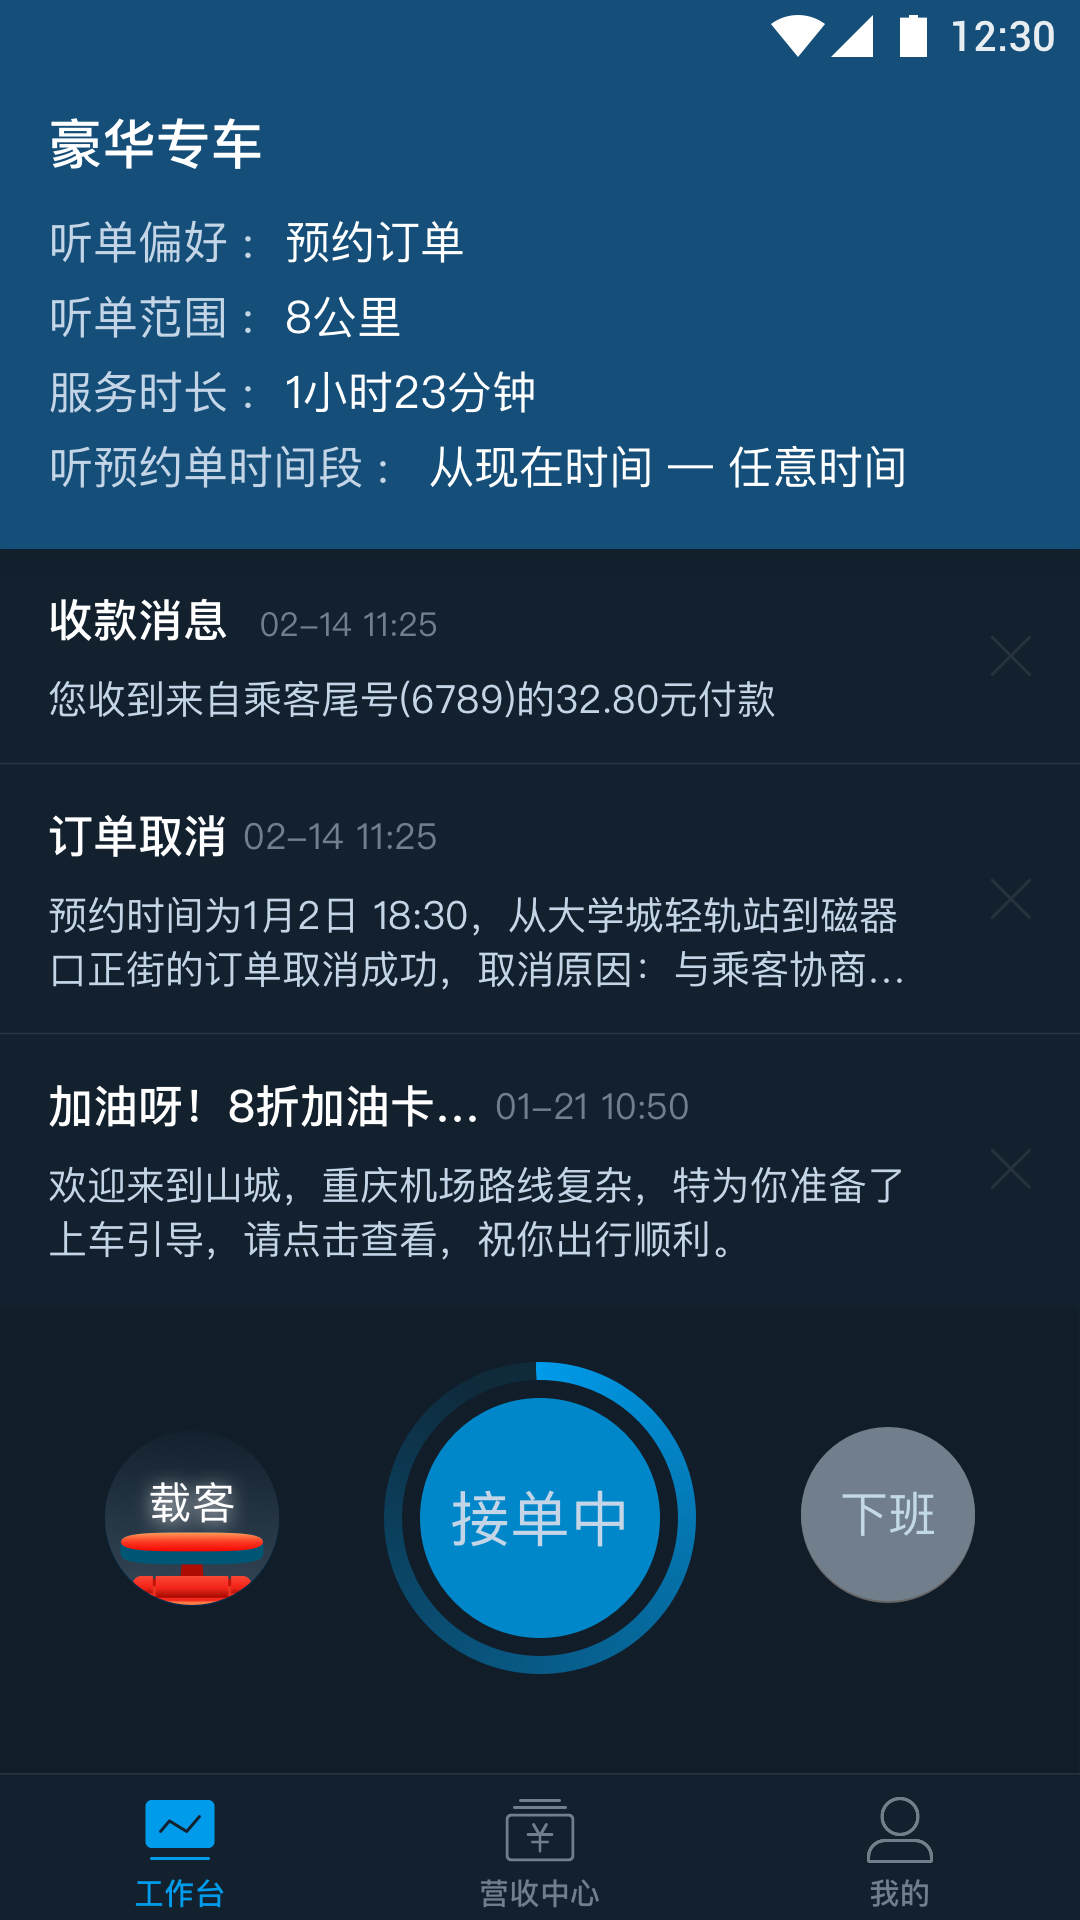 12:30
豪华专车
听单偏好： 预约订单
听单范围： 8公里
服务时长： 1小时23分钟
听预约单时间段： 从现在时间 — 任意时间
收款消息 02–14 11:25
您收到来自乘客尾号(6789)的32.80元付款
订单取消 02–14 11:25
预约时间为1月2日 18:30，从大学城轻轨站到磁器
口正街的订单取消成功，取消原因：与乘客协商...
加油呀！8折加油卡... 01–21 10:50
欢迎来到山城，重庆机场路线复杂，特为你准备了
上车引导，请点击查看，祝你出行顺利。
载客
接单中
下班
¥
工作台
营收中心
我的